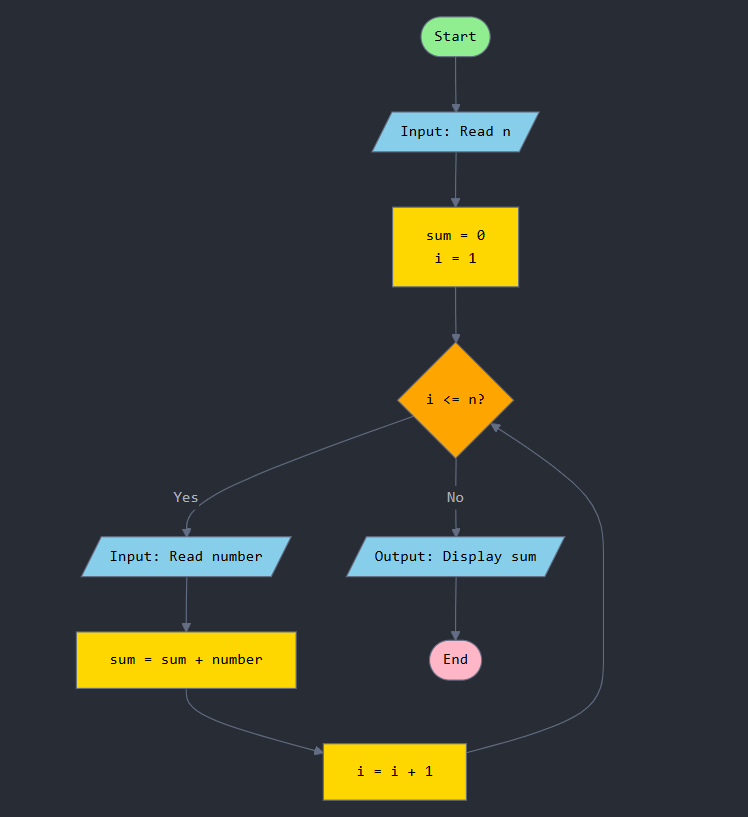 Start
Input: Read n
sum = 0
i = 1
i <= n?
Yes
No
Input: Read number
Output: Display sum
sum = sum + number
End
i = i + 1